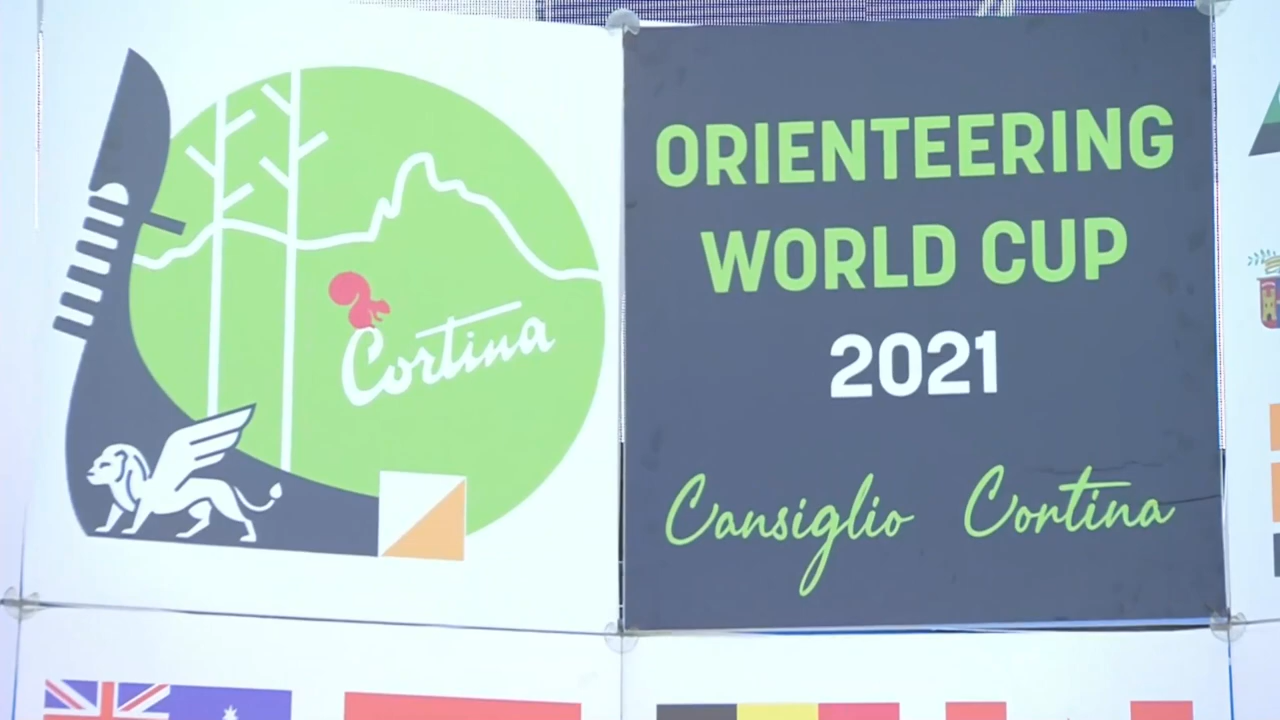 Cortina
ORIENTEERING
WORLD CUP
2021
Cansiglio Cortina